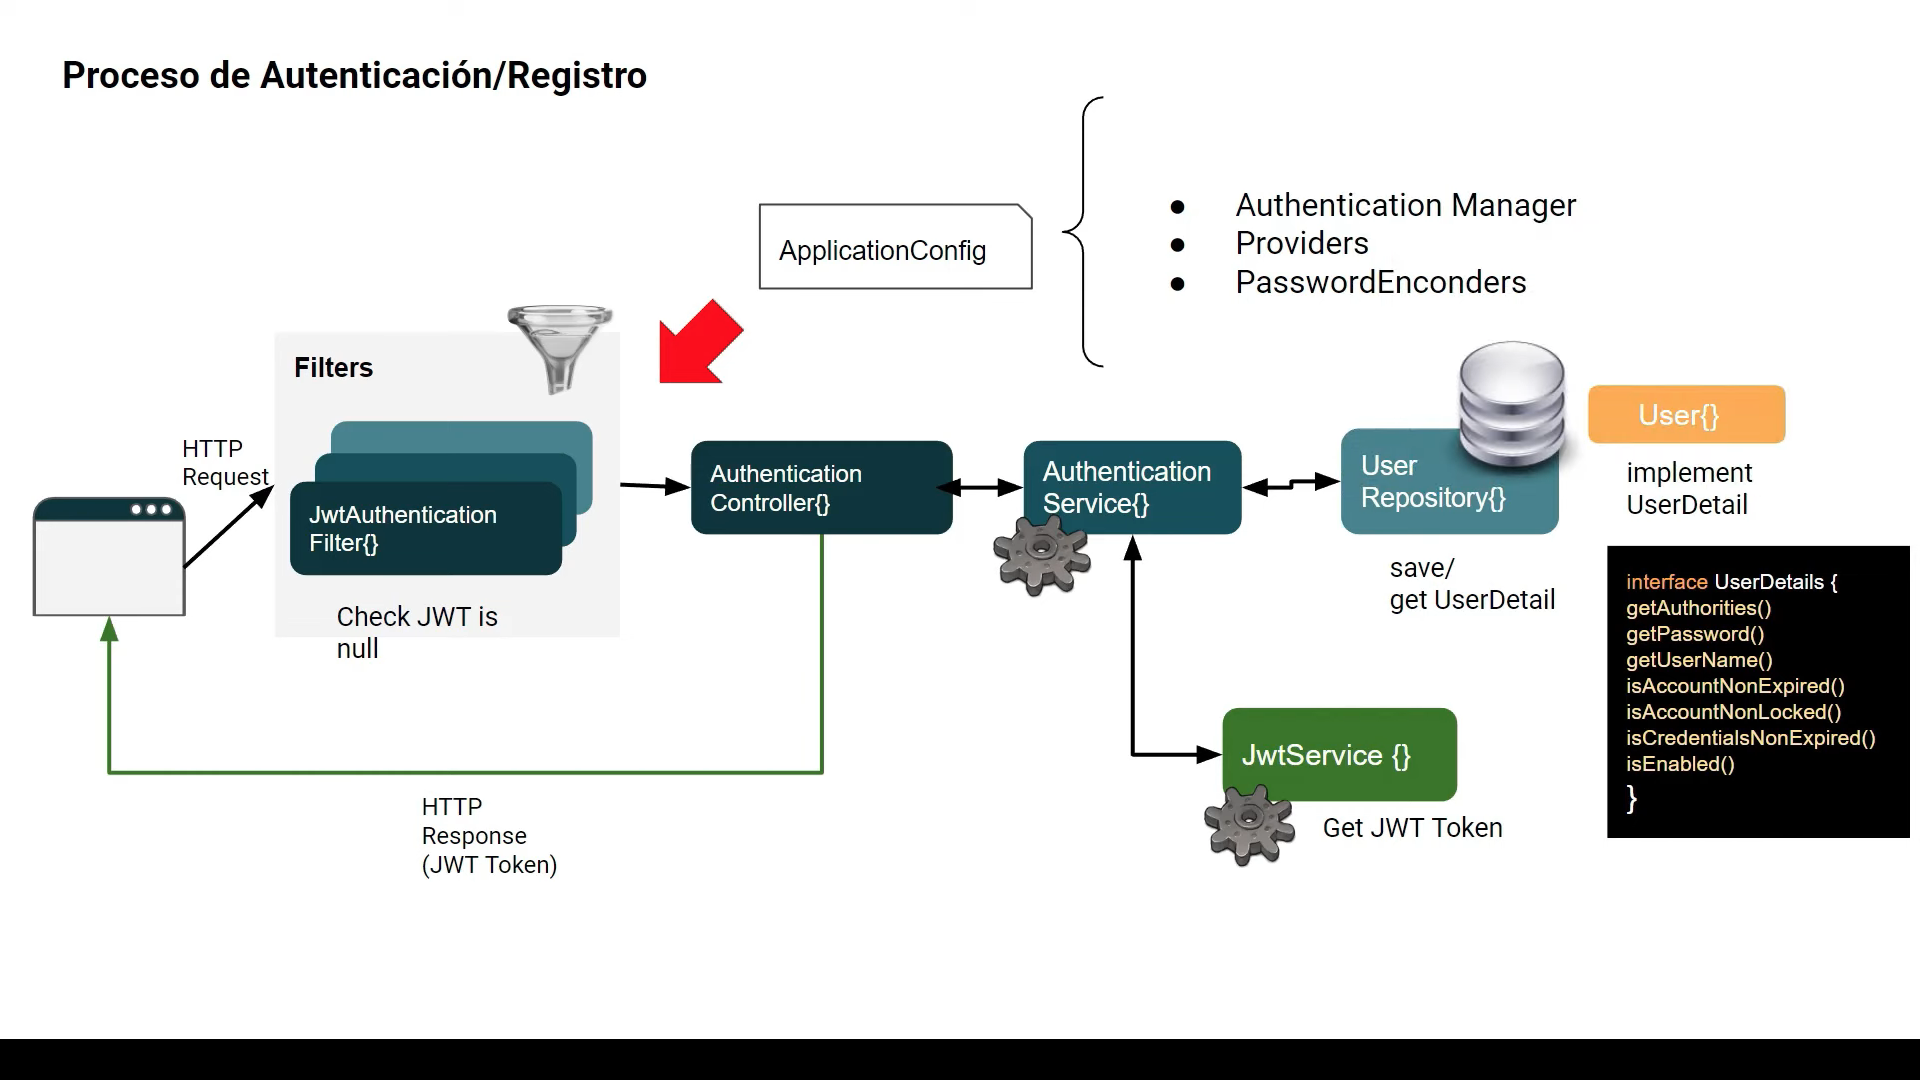 Proceso de Autenticación/Registro
ApplicationConfig
● Authentication Manager
● Providers
● PasswordEnconders
Filters
HTTP
Request
JwtAuthentication
Filter{}
Check JWT is
null
Authentication
Controller{}
Authentication
Service{}
User
Repository{}
save/
get UserDetail
User{}
implement
UserDetail
interface UserDetails {
getAuthorities()
getPassword()
getUserName()
isAccountNonExpired()
isAccountNonLocked()
isCredentialsNonExpired()
isEnabled()
}
JwtService {}
Get JWT Token
HTTP
Response
(JWT Token)